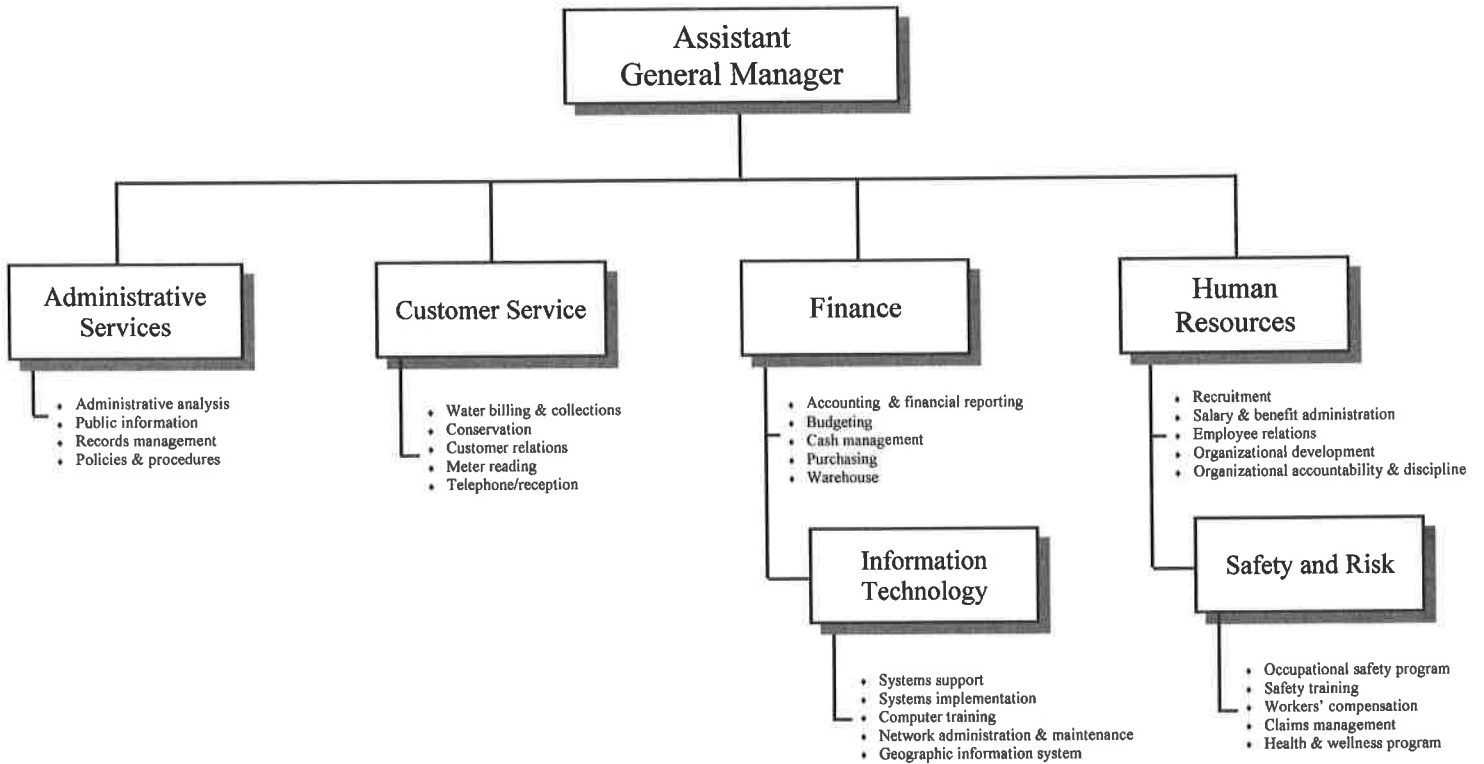 Assistant
General Manager
Administrative
Services
♦ Administrative analysis
♦ Public information
♦ Records management
♦ Policies & procedures
Customer Service
♦ Water billing & collections
♦ Conservation
♦ Customer relations
♦ Meter reading
♦ Telephone/reception
Finance
♦ Accounting & financial reporting
♦ Budgeting
♦ Cash management
♦ Purchasing
♦ Warehouse
Information
Technology
♦ Systems support
♦ Systems implementation
♦ Computer training
♦ Network administration & maintenance
♦ Geographic information system
Human
Resources
♦ Recruitment
♦ Salary & benefit administration
♦ Employee relations
♦ Organizational development
♦ Organizational accountability & discipline
Safety and Risk
♦ Occupational safety program
♦ Safety training
♦ Workers' compensation
♦ Claims management
♦ Health & wellness program